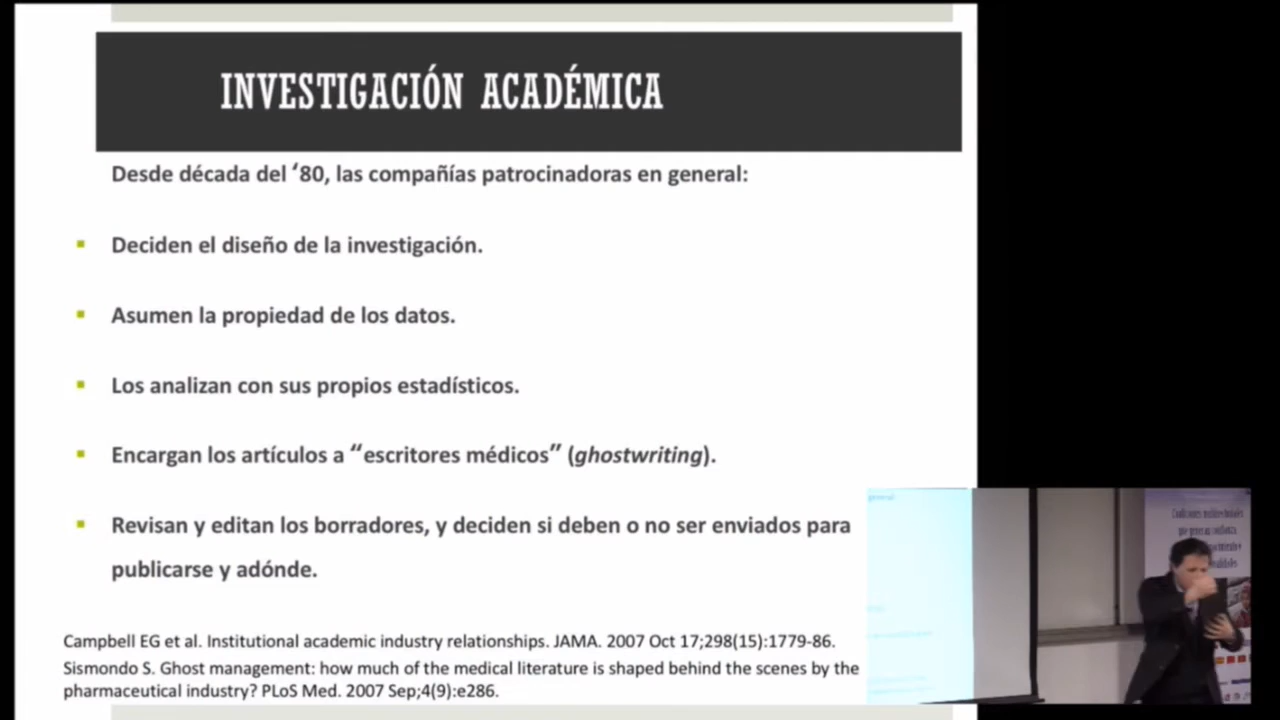 INVESTIGACIÓN ACADÉMICA
Desde década del ‘80, las compañías patrocinadoras en general:
Deciden el diseño de la investigación.
Asumen la propiedad de los datos.
Los analizan con sus propios estadísticos.
Encargan los artículos a “escritores médicos” (ghostwriting).
Revisan y editan los borradores, y deciden si deben o no ser enviados para
publicarse y adónde.
Campbell EG et al. Institutional academic industry relationships. JAMA. 2007 Oct 17;298(15):1779-86.
Sismondo S. Ghost management: how much of the medical literature is shaped behind the scenes by the
pharmaceutical industry? PLoS Med. 2007 Sep;4(9):e286.
general: